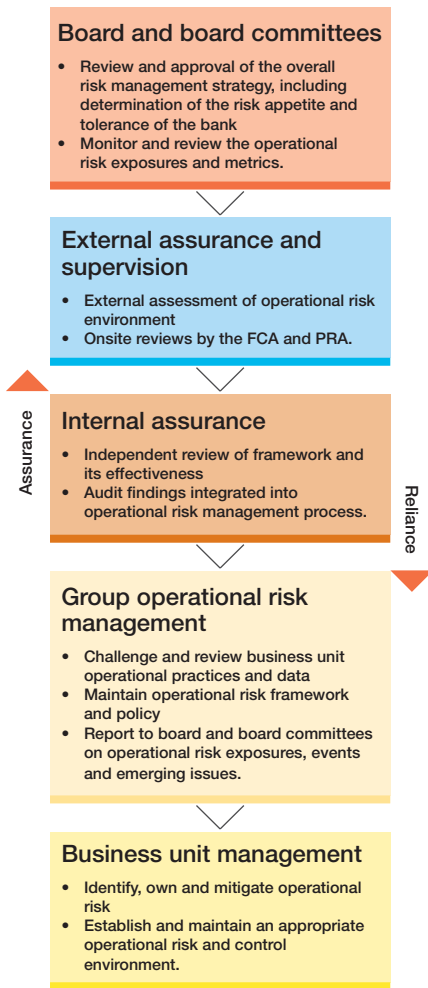 Board and board committees
• Review and approval of the overall
risk management strategy, including
determination of the risk appetite and
tolerance of the bank
• Monitor and review the operational
risk exposures and metrics.
External assurance and
supervision
• External assessment of operational risk
environment
• Onsite reviews by the FCA and PRA.
Assurance
Internal assurance
• Independent review of framework and
its effectiveness
• Audit findings integrated into
operational risk management process.
Reliance
Group operational risk
management
• Challenge and review business unit
operational practices and data
• Maintain operational risk framework
and policy
• Report to board and board committees
on operational risk exposures, events
and emerging issues.
Business unit management
• Identify, own and mitigate operational
risk
• Establish and maintain an appropriate
operational risk and control
environment.